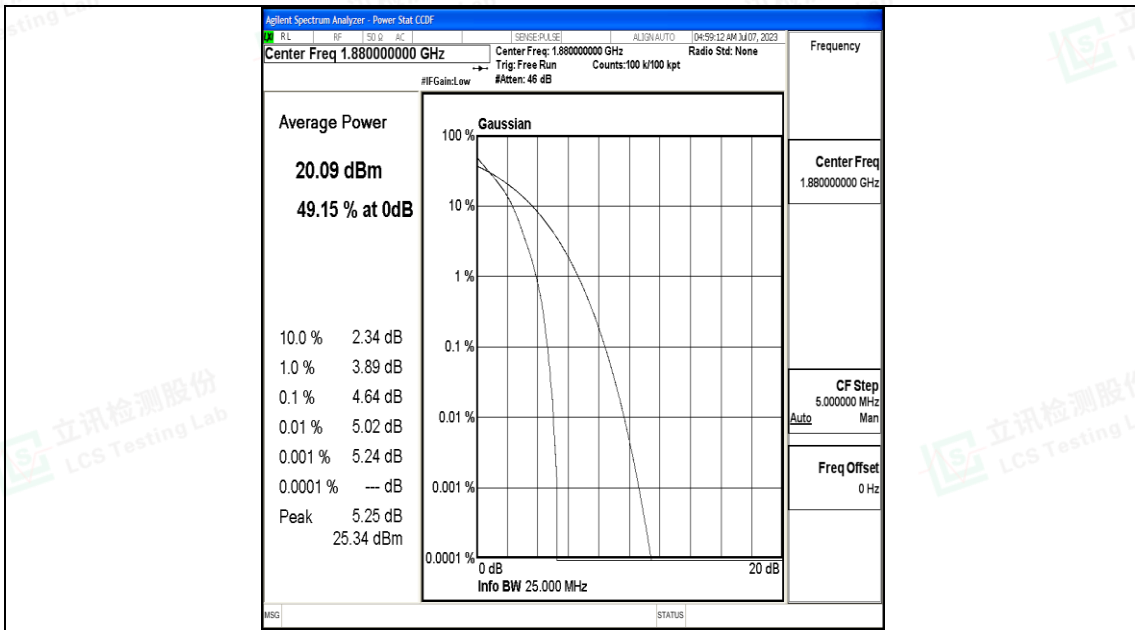 Agilent Spectrum Analyzer - Power Stat CCDF
RL RF 50 Ω AC SENSE:PULSE ALIGN AUTO 04:59:12 AM Jul 07, 2023
Center Freq 1.880000000 GHz
Center Freq: 1.880000000 GHz Radio Std: None
Trig: Free Run Counts:100 k/100 kpt
#IFGain:Low #Atten: 46 dB
Frequency
Average Power
20.09 dBm
49.15 % at 0dB
10.0 % 2.34 dB
1.0 % 3.89 dB
0.1 % 4.64 dB
0.01 % 5.02 dB
0.001 % 5.24 dB
0.0001 % --- dB
Peak 5.25 dB
25.34 dBm
Gaussian
100 %
10 %
1 %
0.1 %
0.01 %
0.001 %
0.0001 %
0 dB 20 dB
Info BW 25.000 MHz
Center Freq
1.880000000 GHz
CF Step
5.000000 MHz
Auto Man
Freq Offset
0 Hz
MSG STATUS
立讯检测股份
LCS Testing Lab
立讯检测股份
LCS Testing L